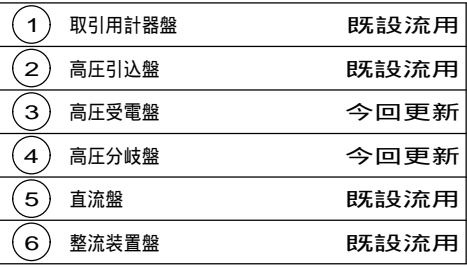 ① 取引用計器盤 既設流用
② 高圧引込盤 既設流用
③ 高圧受電盤 今回更新
④ 高圧分岐盤 今回更新
⑤ 直流盤 既設流用
⑥ 整流装置盤 既設流用